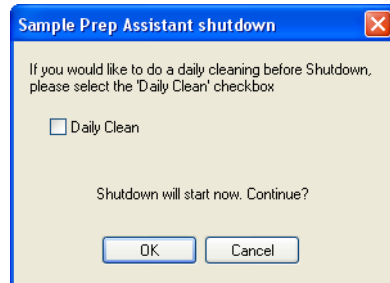 Sample Prep Assistant shutdown
If you would like to do a daily cleaning before Shutdown,
please select the 'Daily Clean' checkbox
Daily Clean
Shutdown will start now. Continue?
OK
Cancel